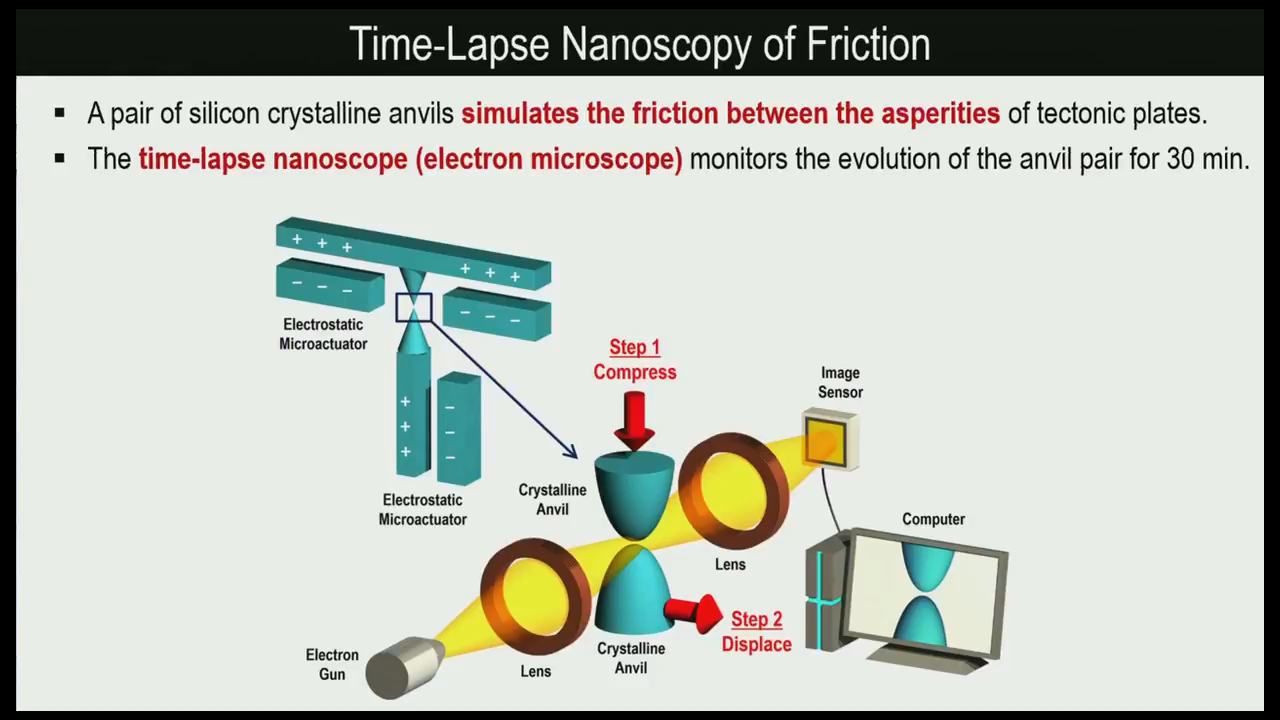 Time-Lapse Nanoscopy of Friction
▪ A pair of silicon crystalline anvils simulates the friction between the asperities of tectonic plates.
▪ The time-lapse nanoscope (electron microscope) monitors the evolution of the anvil pair for 30 min.
+ + +
+ + +
− − −
− − −
Electrostatic
Microactuator
Step 1
Compress
Image
Sensor
+
+
+
−
−
−
Crystalline
Anvil
Electrostatic
Microactuator
Computer
Lens
Step 2
Displace
Electron
Gun
Lens
Crystalline
Anvil